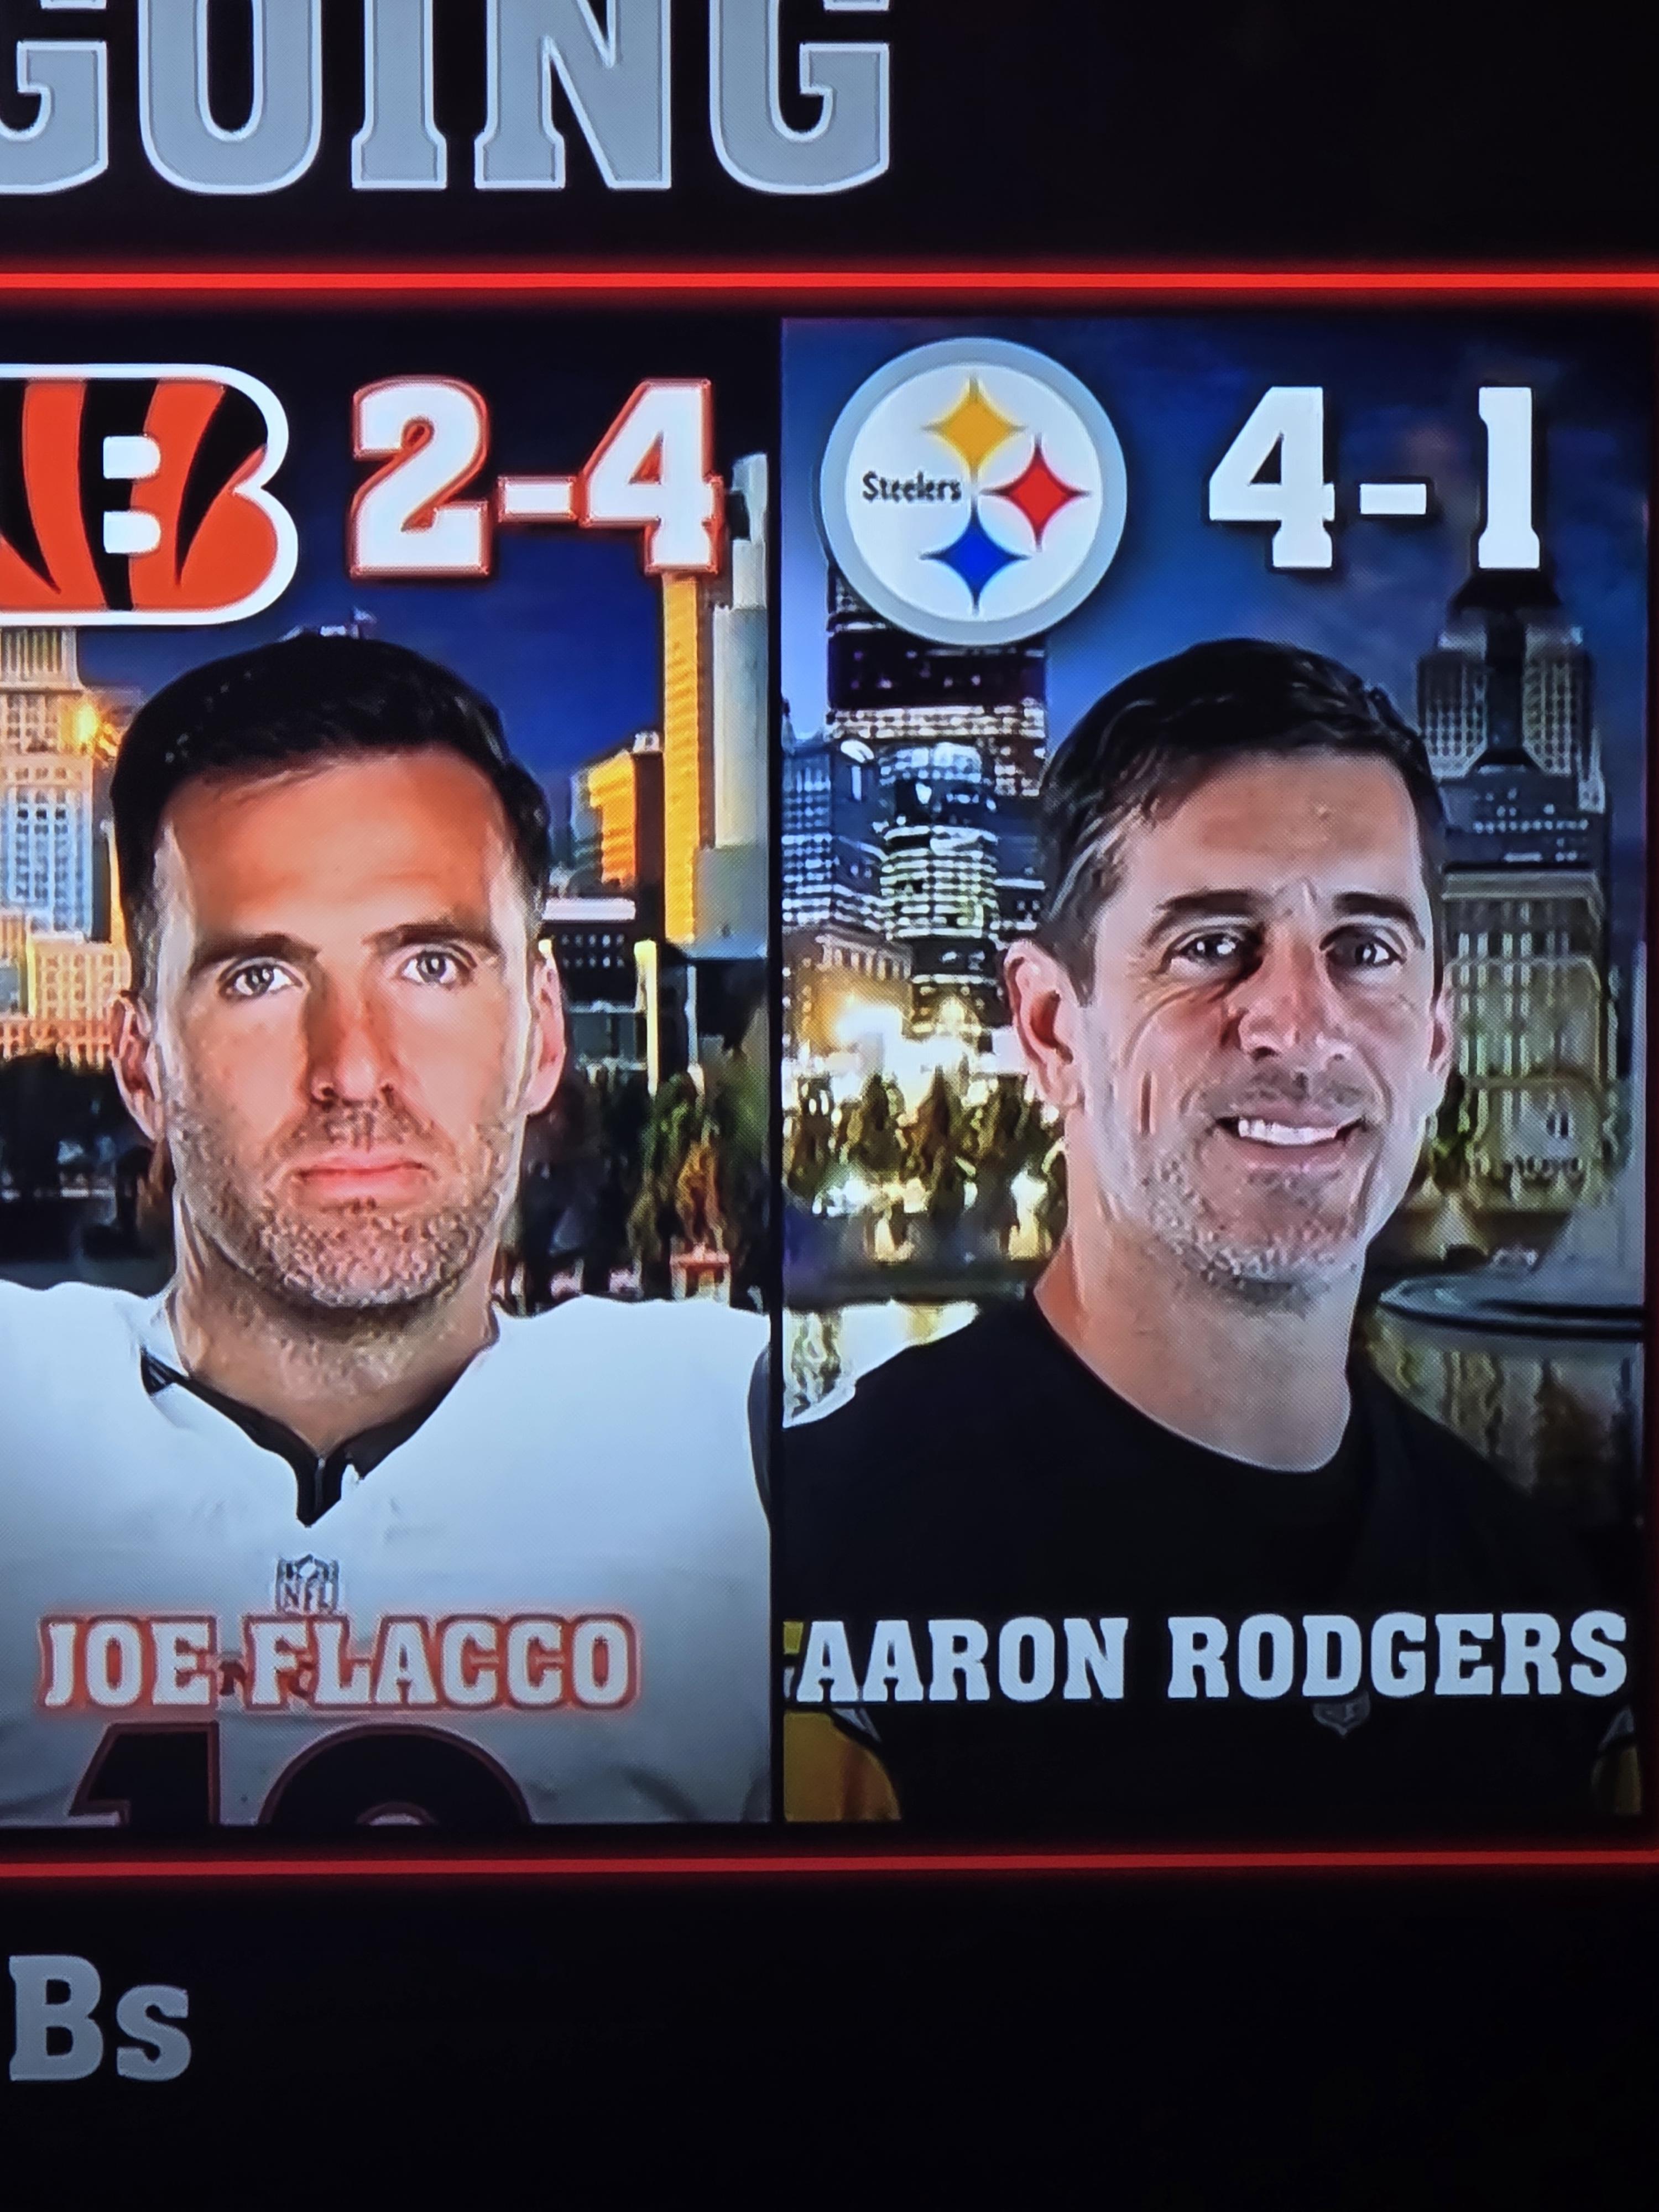 GOING
B 2-4
Steelers 4-1
NFL
JOE FLACCO
AARON RODGERS
Bs